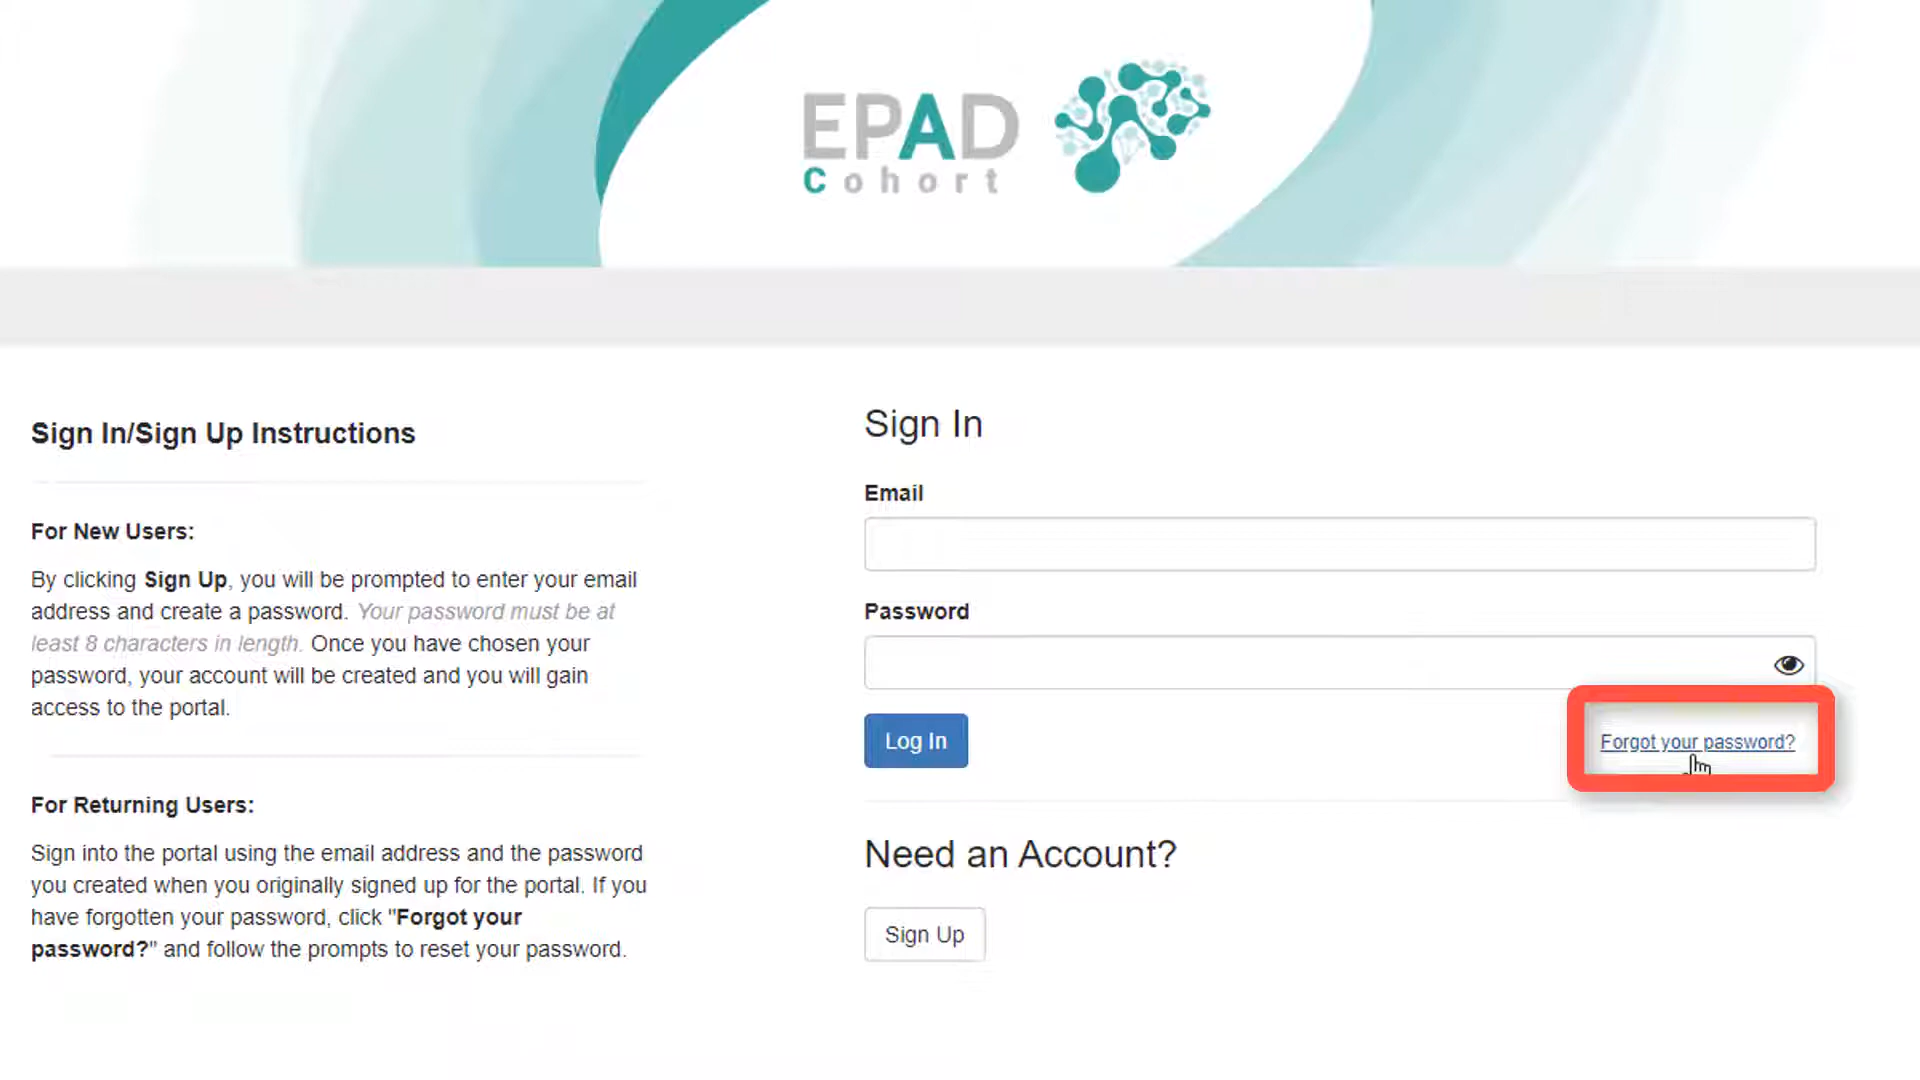 EPAD
Cohort
Sign In/Sign Up Instructions
For New Users:
By clicking Sign Up, you will be prompted to enter your email
address and create a password. Your password must be at
least 8 characters in length. Once you have chosen your
password, your account will be created and you will gain
access to the portal.
For Returning Users:
Sign into the portal using the email address and the password
you created when you originally signed up for the portal. If you
have forgotten your password, click "Forgot your
password?" and follow the prompts to reset your password.
Sign In
Email
Password
Log In
Forgot your password?
Need an Account?
Sign Up